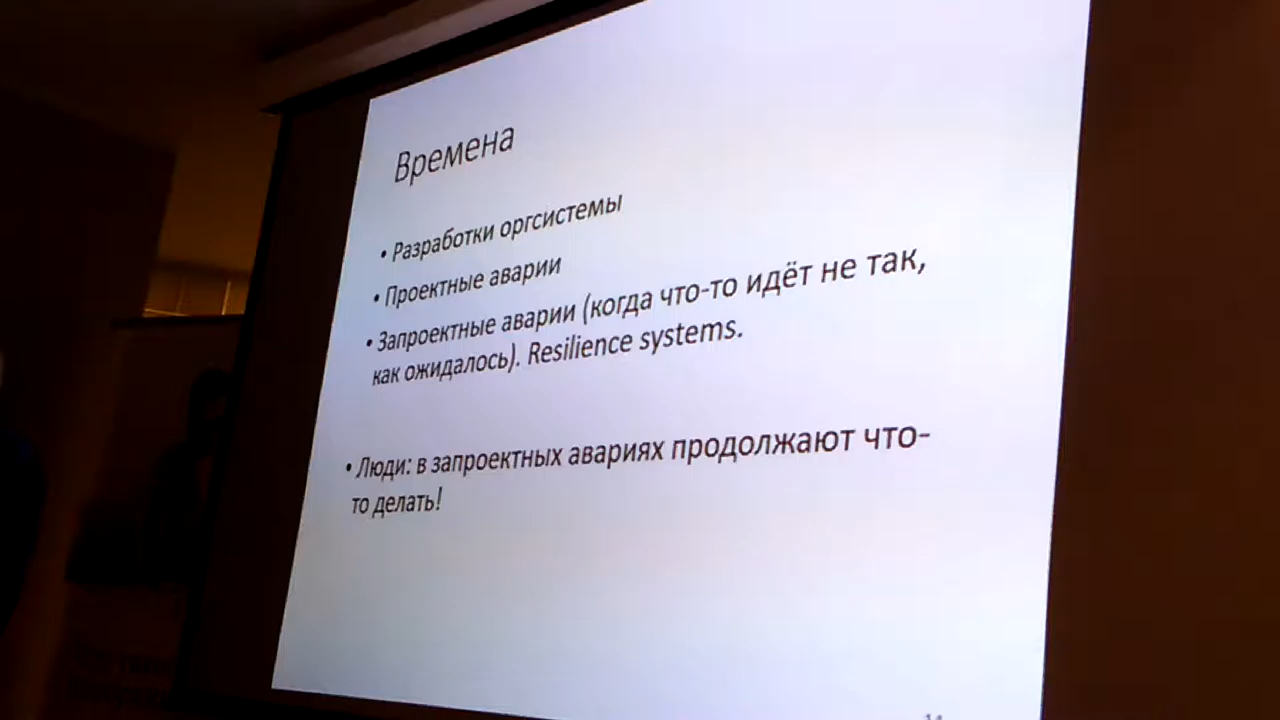 Времена
• Разработки оргсистемы
• Проектные аварии
• Запроектные аварии (когда что-то идёт не так,
как ожидалось). Resilience systems.
• Люди: в запроектных авариях продолжают что-
то делать!